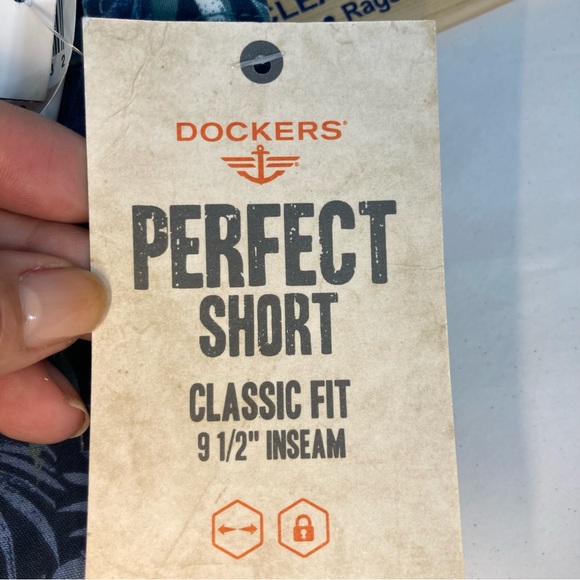 DOCKERS®
PERFECT
SHORT
CLASSIC FIT
9 1/2" INSEAM